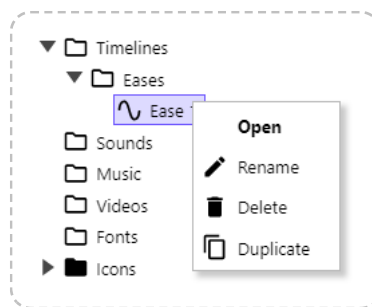 Timelines
Eases
Ease
Sounds
Music
Videos
Fonts
Icons
Open
Rename
Delete
Duplicate